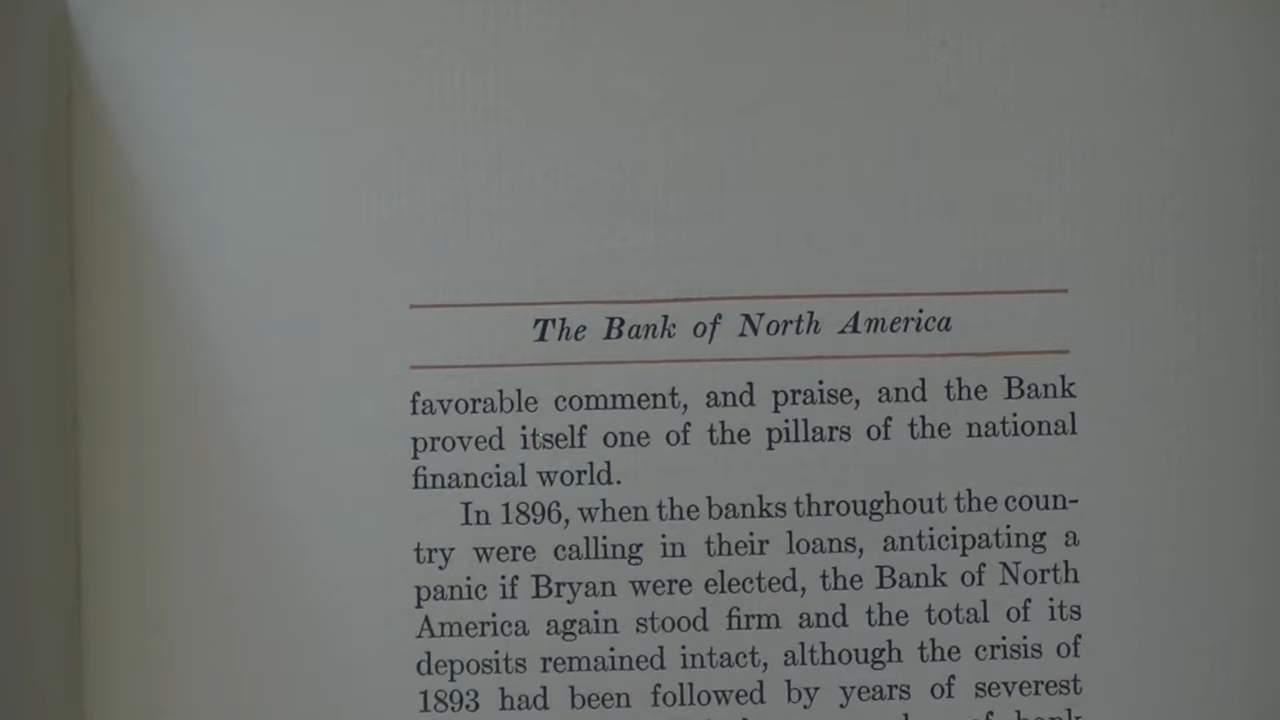 The Bank of North America
favorable comment, and praise, and the Bank
proved itself one of the pillars of the national
financial world.
In 1896, when the banks throughout the coun-
try were calling in their loans, anticipating a
panic if Bryan were elected, the Bank of North
America again stood firm and the total of its
deposits remained intact, although the crisis of
1893 had been followed by years of severest
of bank